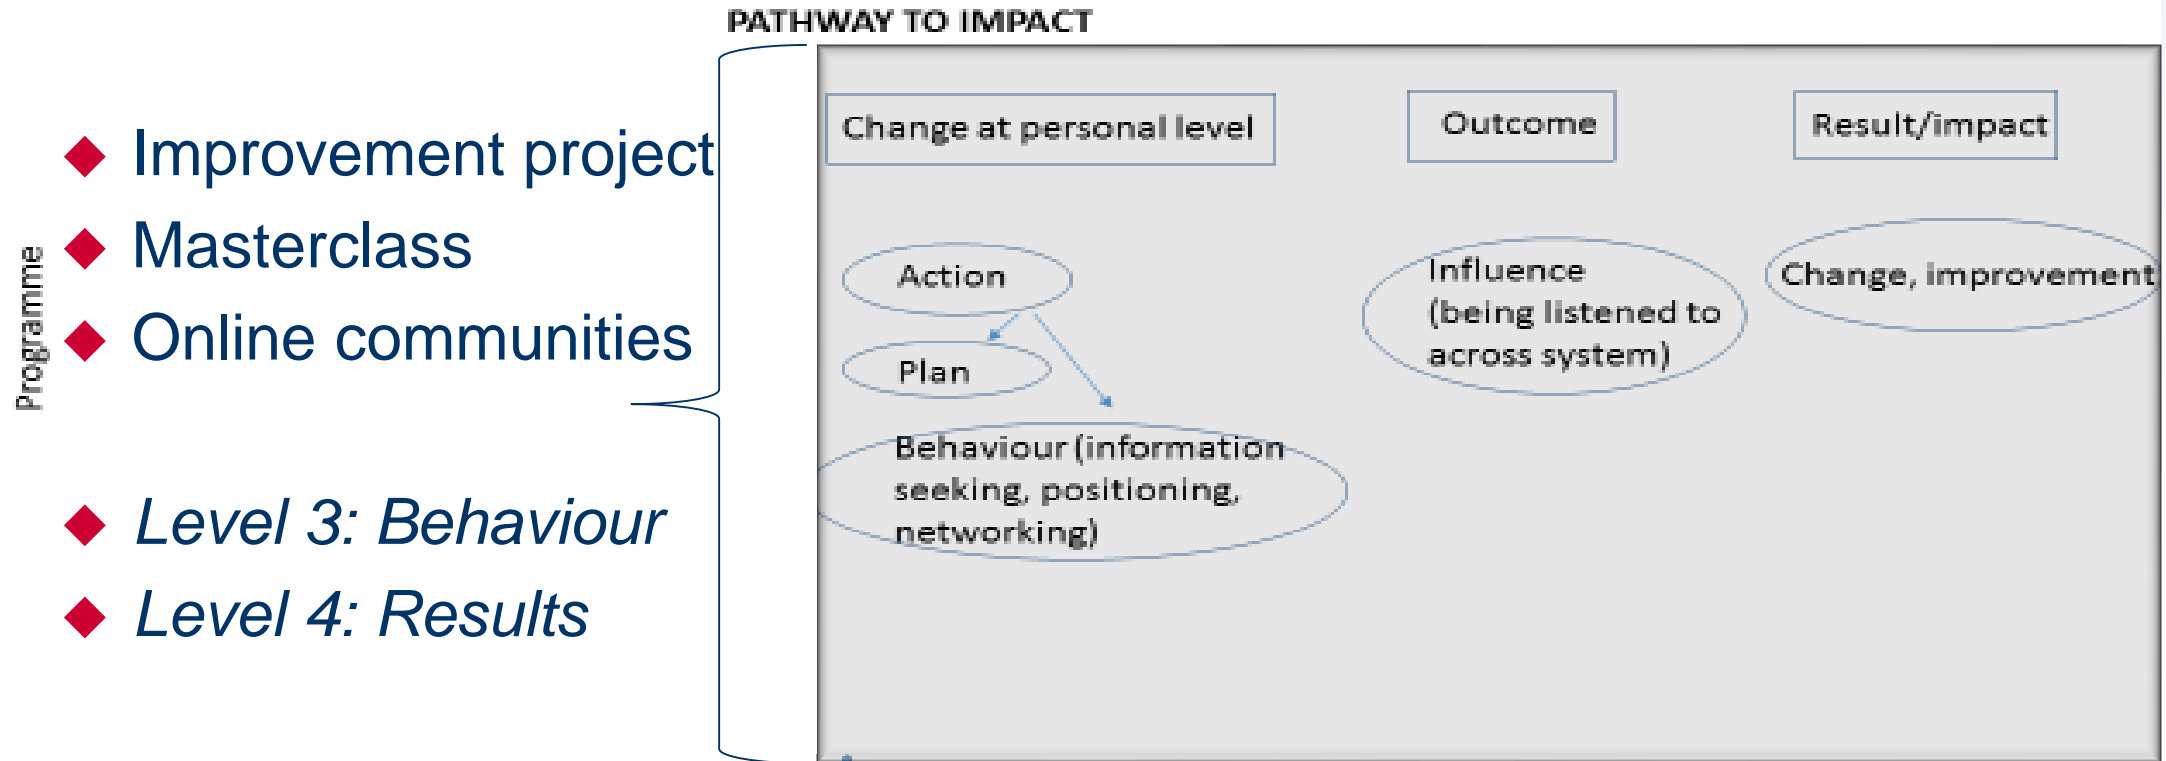 PATHWAY TO IMPACT
Programme
Improvement project
Masterclass
Online communities
Level 3: Behaviour
Level 4: Results
Change at personal level
Outcome
Result/impact
Action
Plan
Behaviour (information
seeking, positioning,
networking)
Influence
(being listened to
across system)
Change, improvement